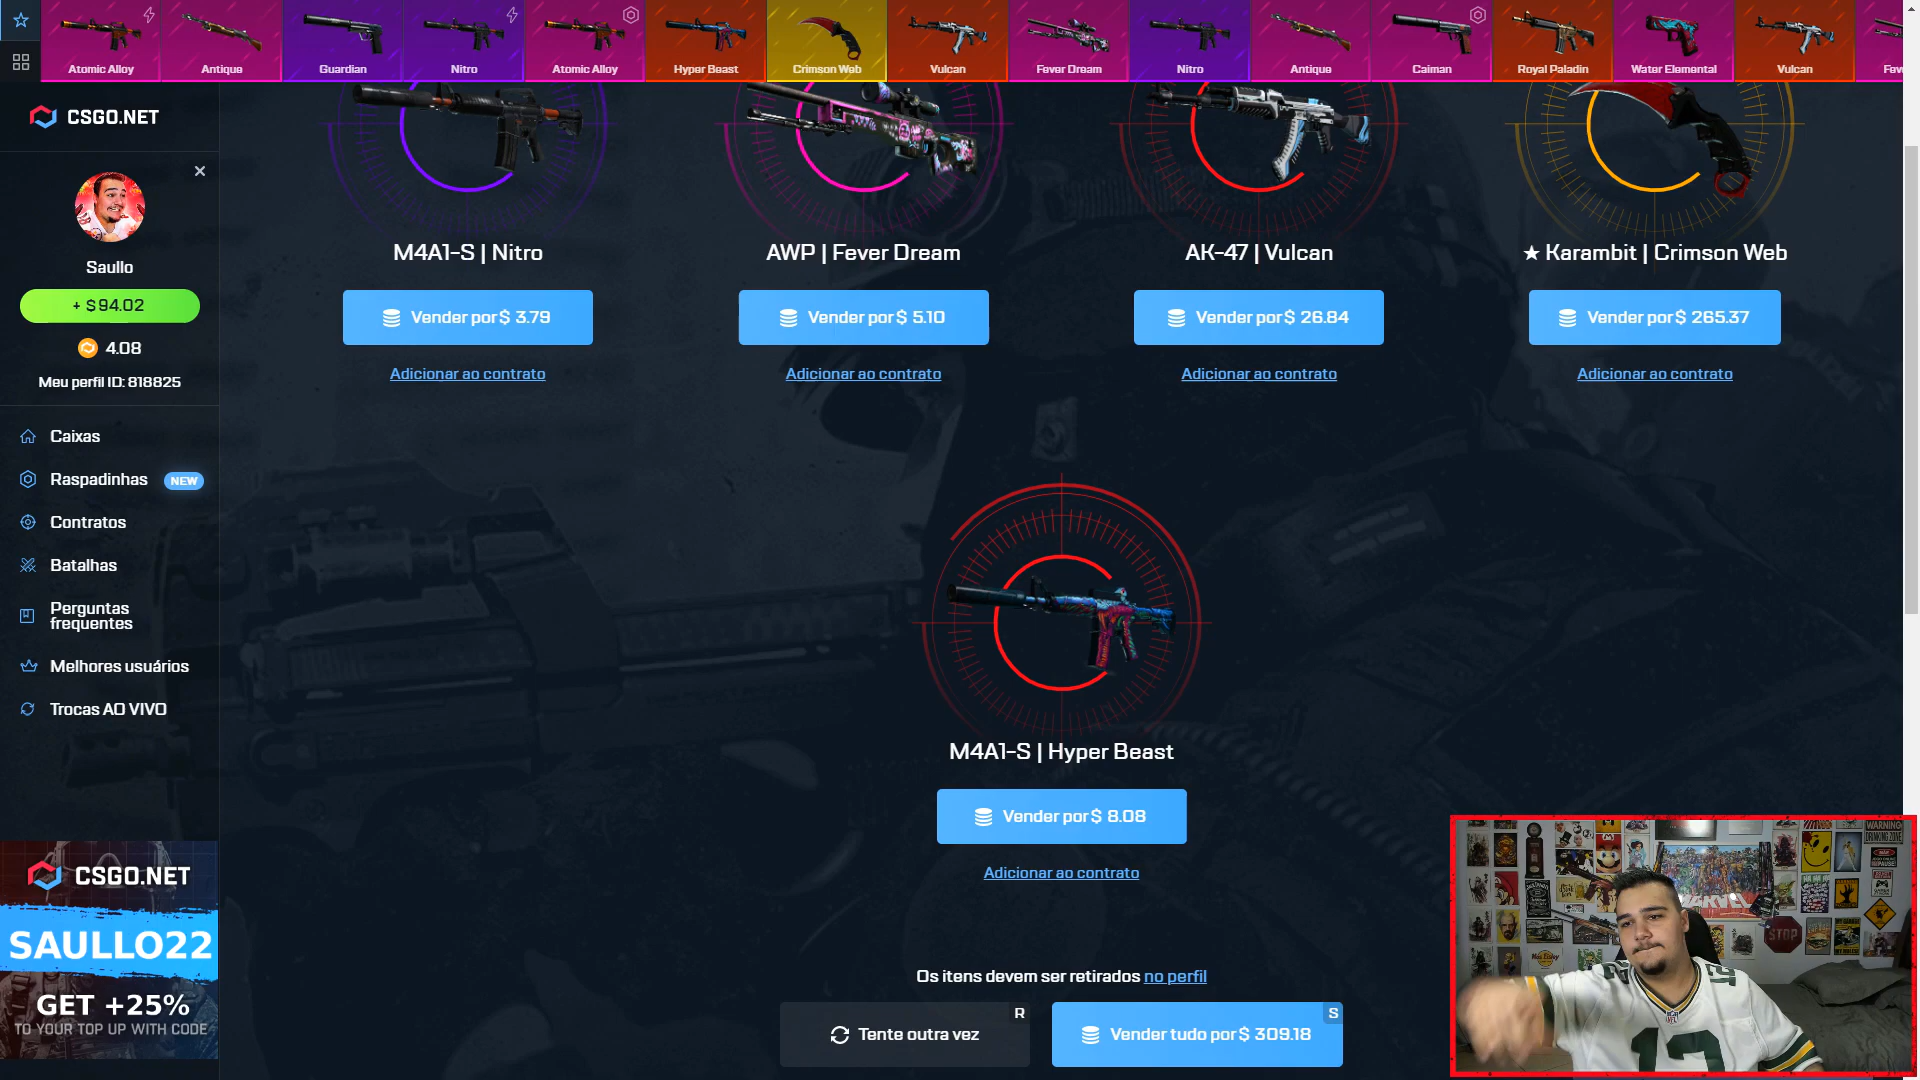 Atomic Alloy
Antique
Guardian
Nitro
Atomic Alloy
Hyper Beast
Crimson Web
Vulcan
Fever Dream
Nitro
Antique
Caiman
Royal Paladin
Water Elemental
Vulcan
CSGO.NET
Saullo
+ $ 94.02
4.08
Meu perfil ID: 818825
Caixas
Raspadinhas NEW
Contratos
Batalhas
Perguntas
frequentes
Melhores usuários
Trocas AO VIVO
CSGO.NET
SAULLO22
GET +25%
TO YOUR TOP UP WITH CODE
M4A1-S | Nitro
Vender por $ 3.79
Adicionar ao contrato
AWP | Fever Dream
Vender por $ 5.10
Adicionar ao contrato
AK-47 | Vulcan
Vender por $ 26.84
Adicionar ao contrato
★ Karambit | Crimson Web
Vender por $ 265.37
Adicionar ao contrato
M4A1-S | Hyper Beast
Vender por $ 8.08
Adicionar ao contrato
Os itens devem ser retirados no perfil
Tente outra vez R
Vender tudo por $ 309.18 S
WARNING
MARVEL
STOP
12